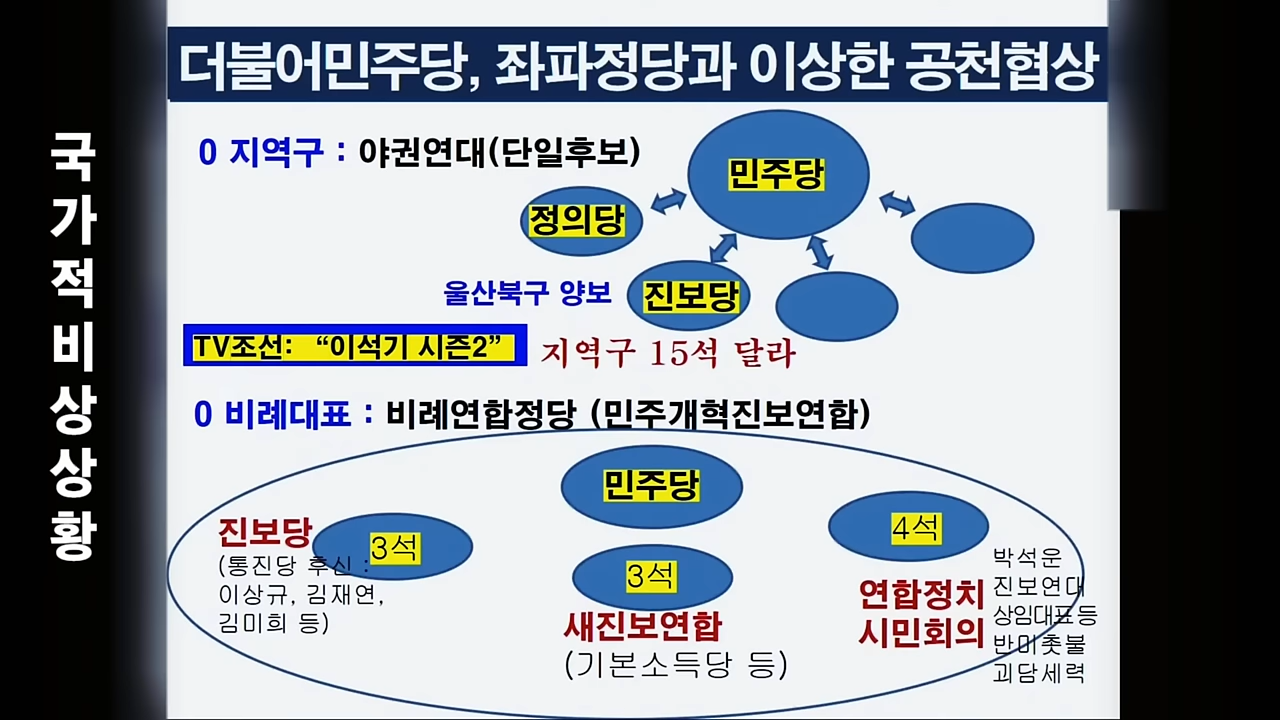 국가적비상상황
더불어민주당, 좌파정당과 이상한 공천협상
0 지역구 : 야권연대(단일후보)
민주당
정의당
울산북구 양보
진보당
TV조선: “이석기 시즌2”
지역구 15석 달라
0 비례대표 : 비례연합정당 (민주개혁진보연합)
민주당
진보당
3석
(통진당 후신 :
이상규, 김재연,
김미희 등)
3석
새진보연합
(기본소득당 등)
4석
연합정치
시민회의
박석운
진보연대
상임대표등
반미촛불
괴담세력